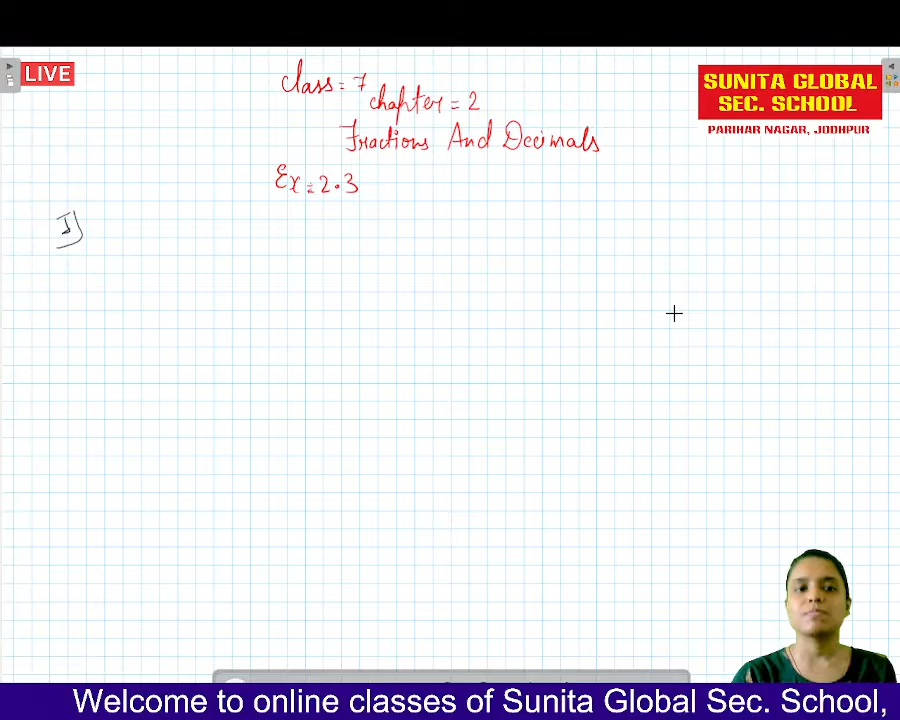 LIVE
class = 7
chapter = 2
Fractions And Decimals
Ex = 2.3
SUNITA GLOBAL
SEC. SCHOOL
PARIHAR NAGAR, JODHPUR
Welcome to online classes of Sunita Global Sec. School,